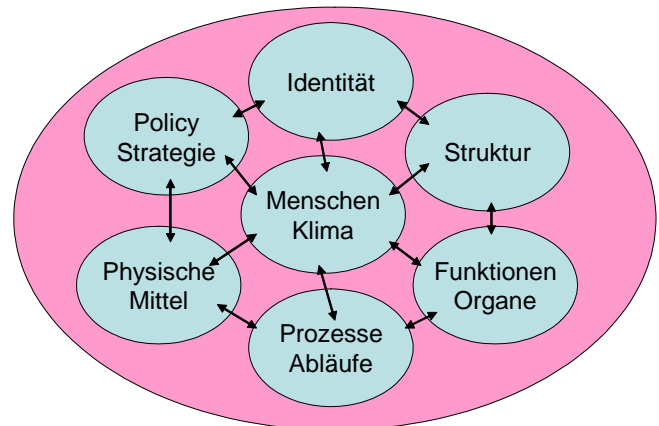 Identität
Policy
Strategie
Struktur
Menschen
Klima
Physische
Mittel
Funktionen
Organe
Prozesse
Abläufe